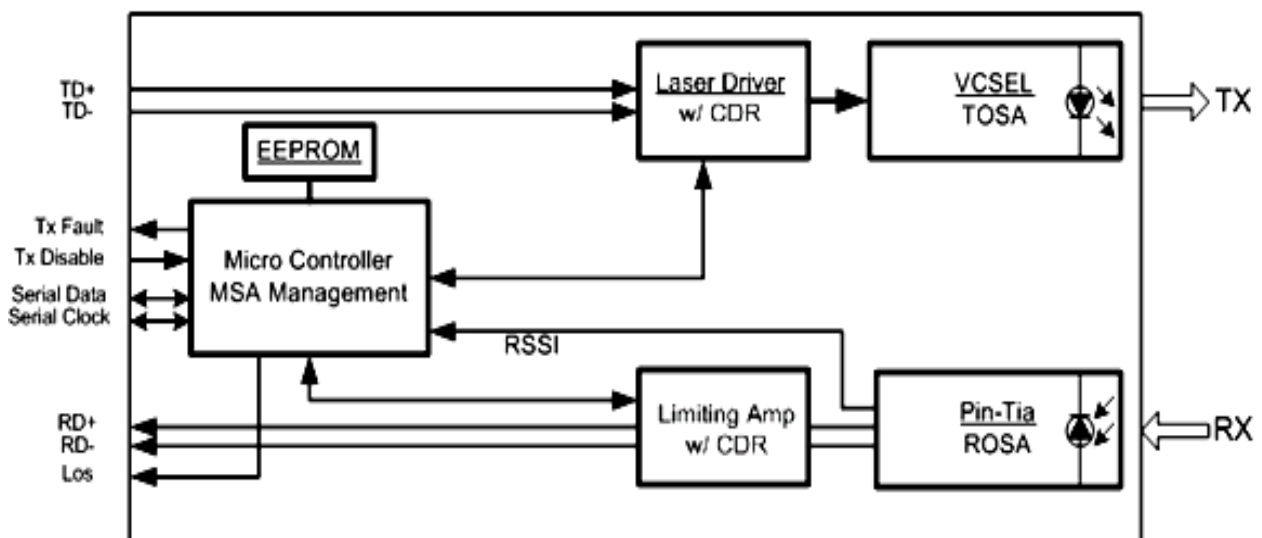 TD+
TD-
Laser Driver
w/ CDR
VCSEL
TOSA
TX
EEPROM
Tx Fault
Tx Disable
Serial Data
Serial Clock
Micro Controller
MSA Management
RSSI
RD+
RD-
Los
Limiting Amp
w/ CDR
Pin-Tia
ROSA
RX